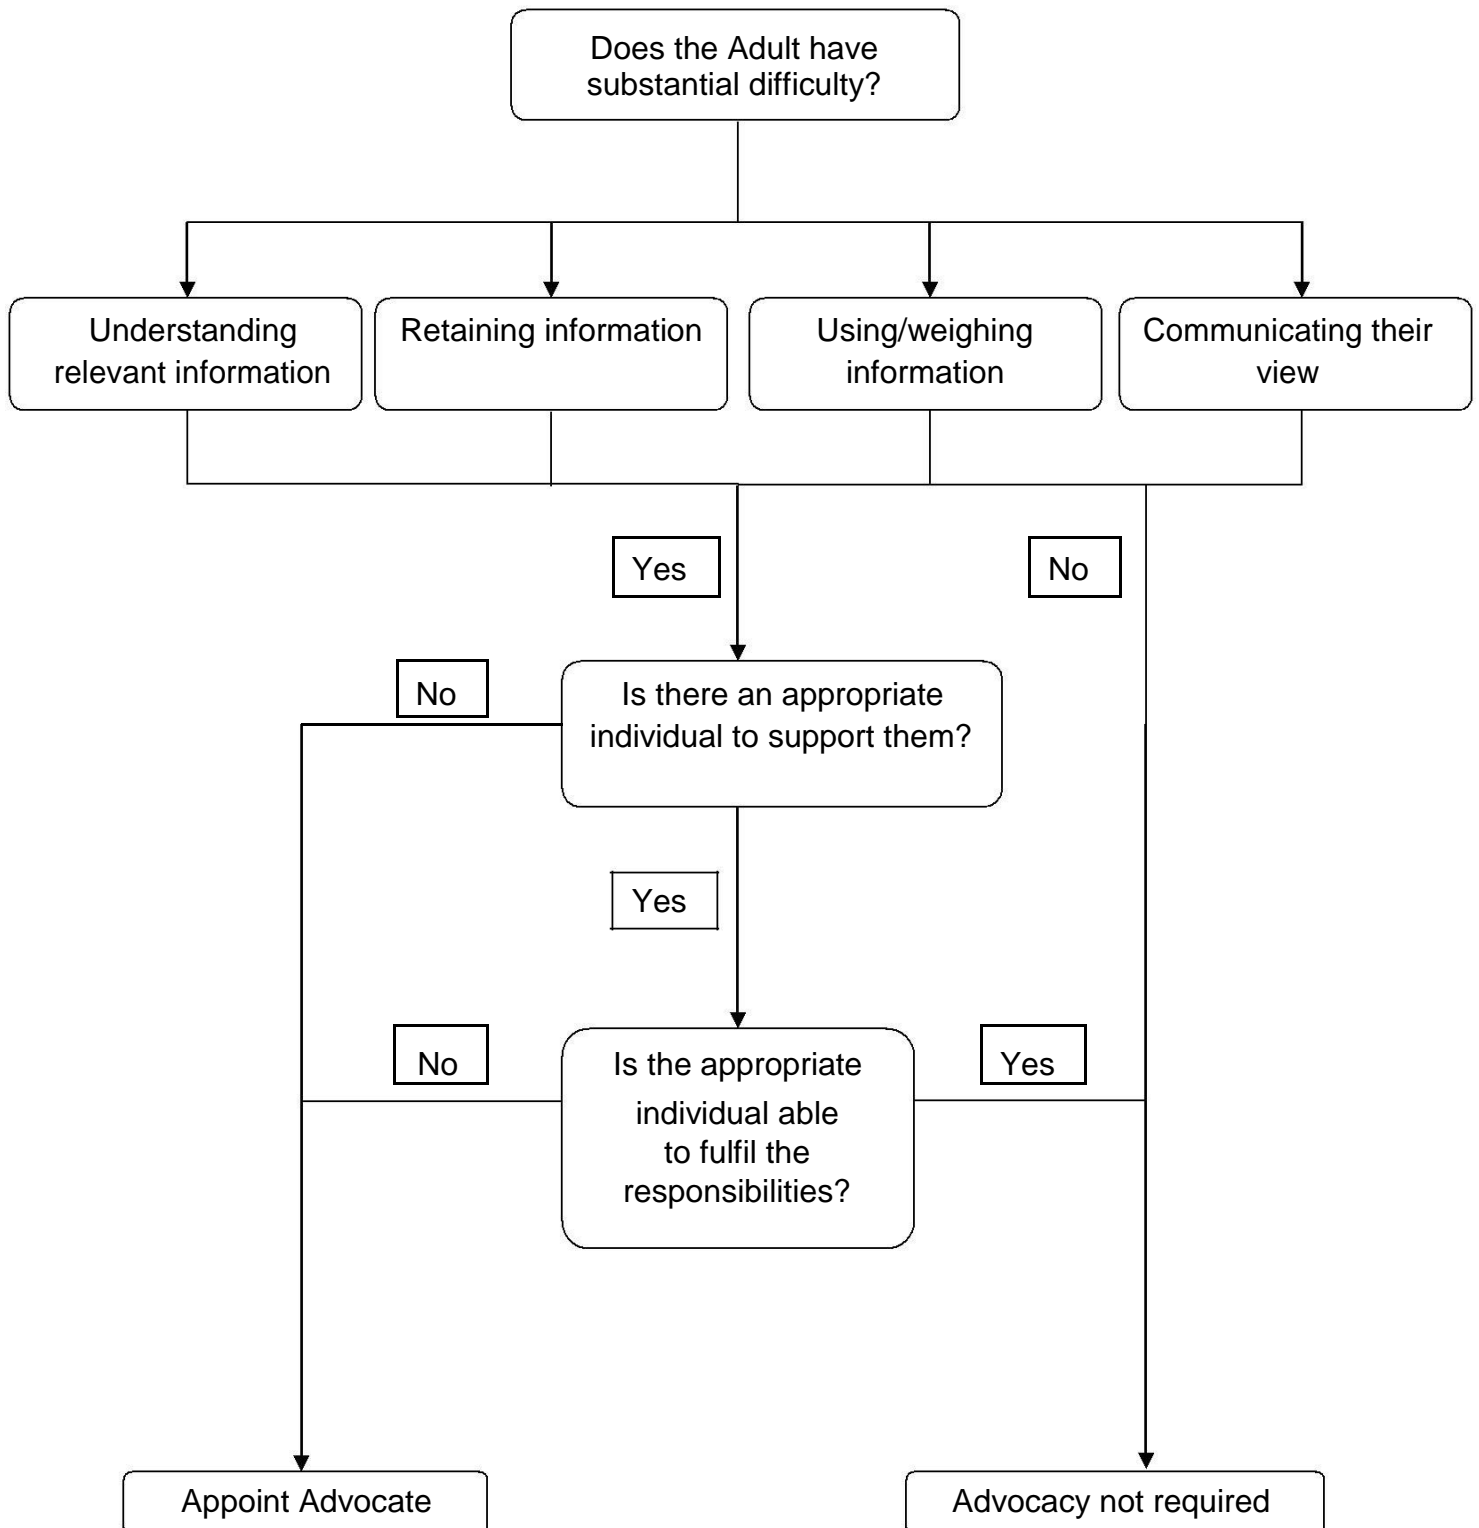 Does the Adult have
substantial difficulty?
Understanding
relevant information
Retaining information
Using/weighing
information
Communicating their
view
Yes
No
No
Is there an appropriate
individual to support them?
Yes
No
Is the appropriate
individual able
to fulfil the
responsibilities?
Yes
Appoint Advocate
Advocacy not required